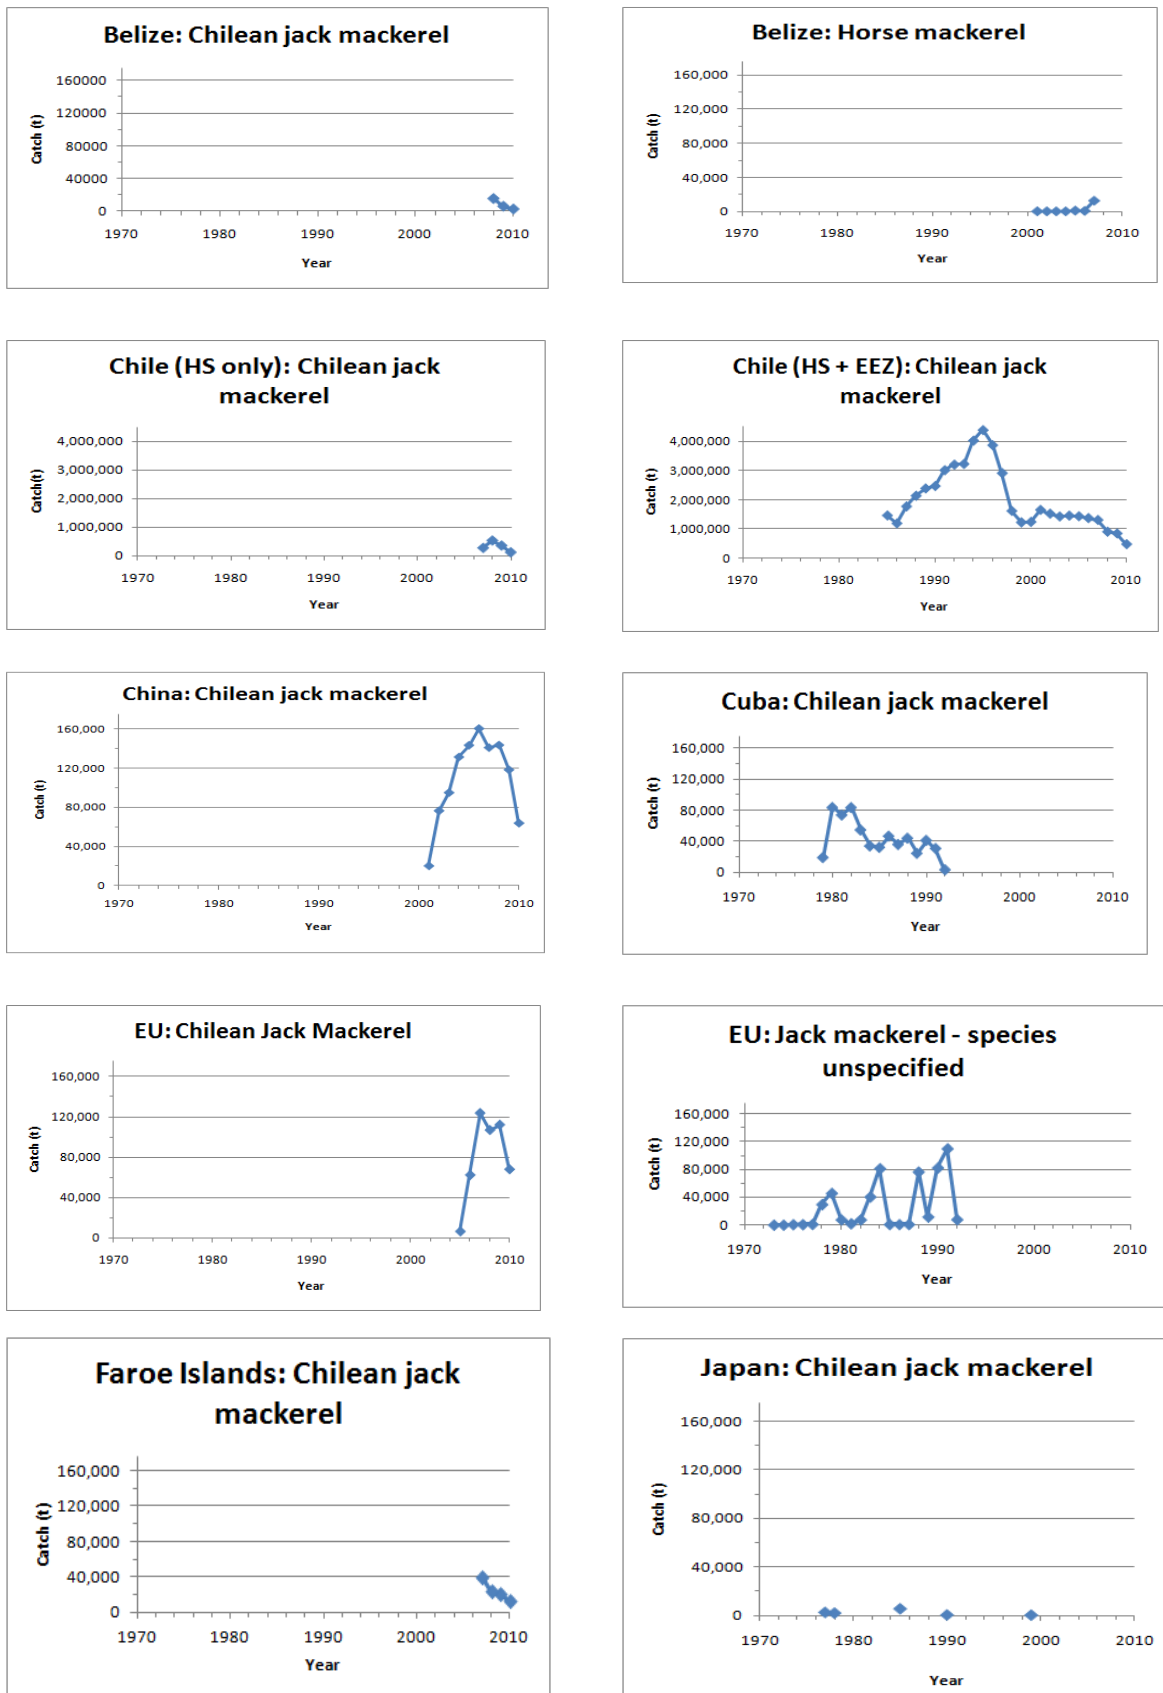 Belize: Chilean jack mackerel
160000
120000
80000
40000
0
Catch (t)
1970 1980 1990 2000 2010
Year
Belize: Horse mackerel
160,000
120,000
80,000
40,000
0
Catch (t)
1970 1980 1990 2000 2010
Year
Chile (HS only): Chilean jack
mackerel
4,000,000
3,000,000
2,000,000
1,000,000
0
Catch(t)
1970 1980 1990 2000 2010
Year
Chile (HS + EEZ): Chilean jack
mackerel
4,000,000
3,000,000
2,000,000
1,000,000
0
Catch (t)
1970 1980 1990 2000 2010
Year
China: Chilean jack mackerel
160,000
120,000
80,000
40,000
0
Catch (t)
1970 1980 1990 2000 2010
Year
Cuba: Chilean jack mackerel
160,000
120,000
80,000
40,000
0
Catch (t)
1970 1980 1990 2000 2010
Year
EU: Chilean Jack Mackerel
160,000
120,000
80,000
40,000
0
Catch (t)
1970 1980 1990 2000 2010
Year
EU: Jack mackerel - species
unspecified
160,000
120,000
80,000
40,000
0
Catch (t)
1970 1980 1990 2000 2010
Year
Faroe Islands: Chilean jack
mackerel
160,000
120,000
80,000
40,000
0
Catch (t)
1970 1980 1990 2000 2010
Year
Japan: Chilean jack mackerel
160,000
120,000
80,000
40,000
0
Catch (t)
1970 1980 1990 2000 2010
Year